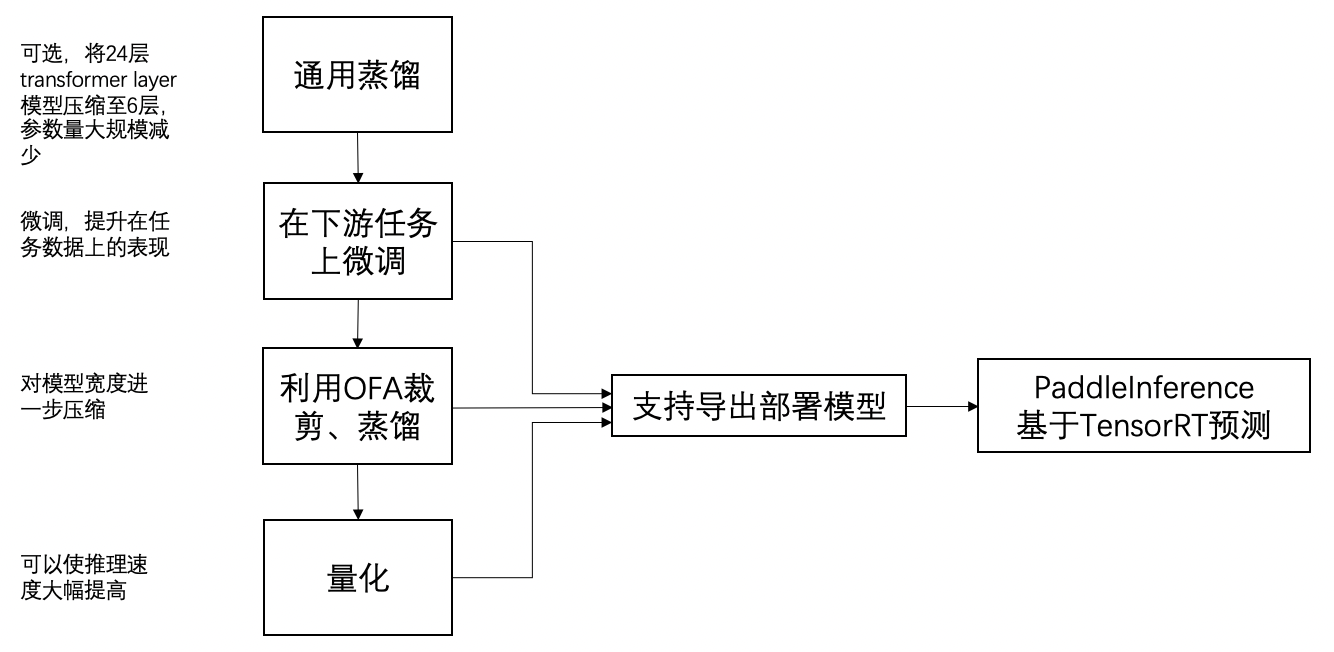 可选，将24层
transformer layer
模型压缩至6层，
参数量大规模减
少
通用蒸馏
微调，提升在任
务数据上的表现
在下游任务
上微调
对模型宽度进
一步压缩
利用OFA裁
剪、蒸馏
支持导出部署模型
PaddleInference
基于TensorRT预测
可以使推理速
度大幅提高
量化